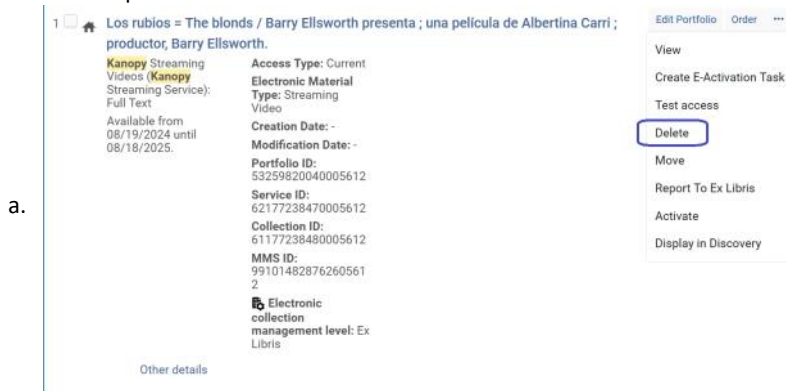 1 Los rubios = The blonds / Barry Ellsworth presenta ; una película de Albertina Carri ;
productor, Barry Ellsworth.
Kanopy Streaming
Videos (Kanopy
Streaming Service):
Full Text
Available from
08/19/2024 until
08/18/2025.
Access Type: Current
Electronic Material
Type: Streaming
Video
Creation Date: -
Modification Date: -
Portfolio ID:
53259820040005612
Service ID:
62177238470005612
Collection ID:
61177238480005612
MMS ID:
99101482876260561
2
Electronic
collection
management level: Ex
Libris
Other details
Edit Portfolio Order ...
View
Create E-Activation Task
Test access
Delete
Move
Report To Ex Libris
Activate
Display in Discovery
a.